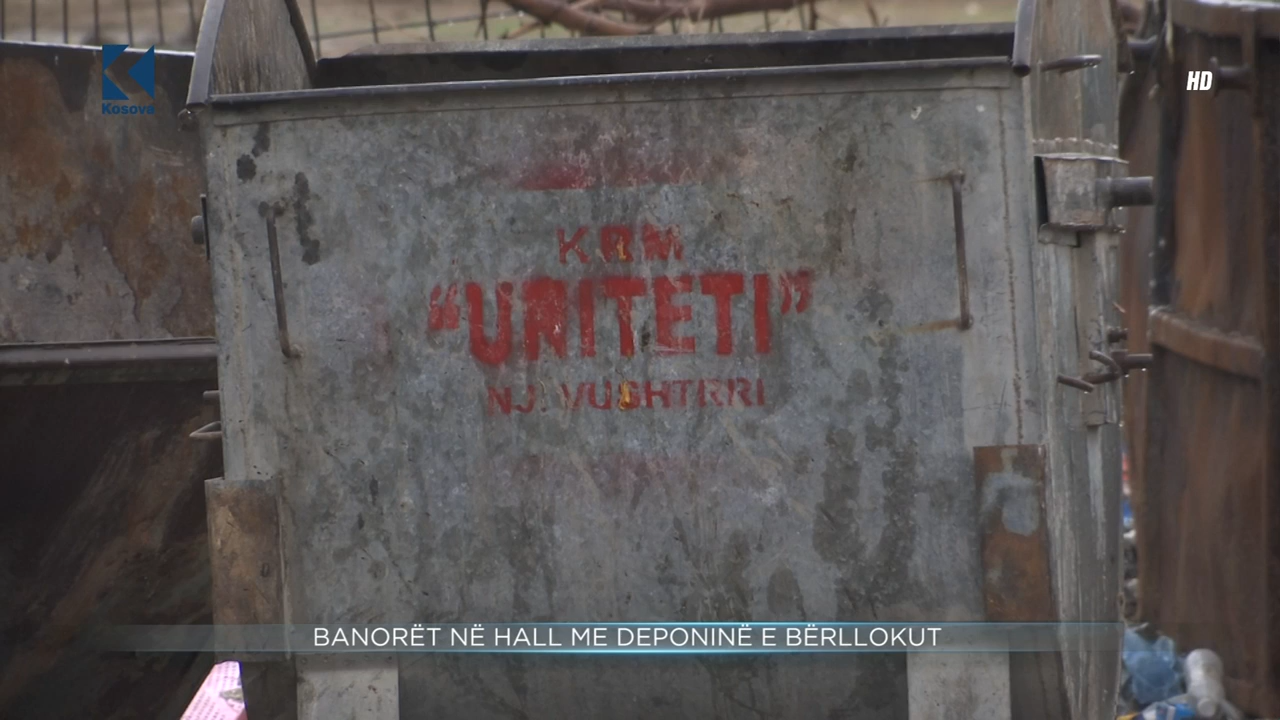 Kosova
HD
KRM
"URITETI"
NJ. VUSHTRRI
BANORËT NË HALL ME DEPONINË E BËRLLOKUT